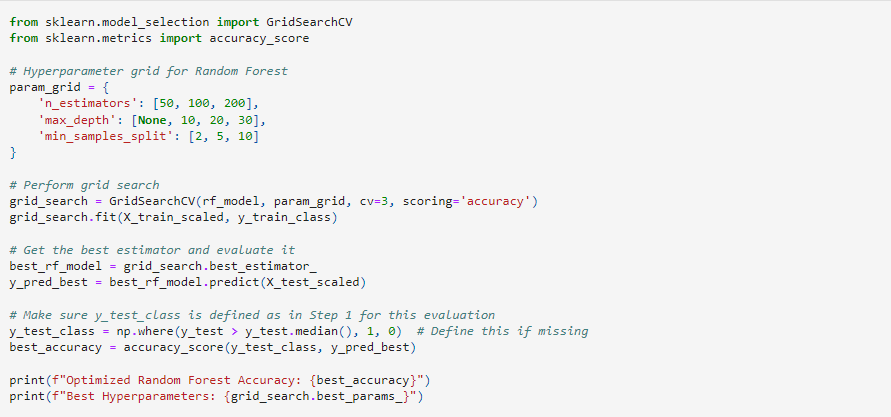 from sklearn.model_selection import GridSearchCV
from sklearn.metrics import accuracy_score

# Hyperparameter grid for Random Forest
param_grid = {
    'n_estimators': [50, 100, 200],
    'max_depth': [None, 10, 20, 30],
    'min_samples_split': [2, 5, 10]
}

# Perform grid search
grid_search = GridSearchCV(rf_model, param_grid, cv=3, scoring='accuracy')
grid_search.fit(X_train_scaled, y_train_class)

# Get the best estimator and evaluate it
best_rf_model = grid_search.best_estimator_
y_pred_best = best_rf_model.predict(X_test_scaled)

# Make sure y_test_class is defined as in Step 1 for this evaluation
y_test_class = np.where(y_test > y_test.median(), 1, 0)  # Define this if missing
best_accuracy = accuracy_score(y_test_class, y_pred_best)

print(f"Optimized Random Forest Accuracy: {best_accuracy}")
print(f"Best Hyperparameters: {grid_search.best_params_}")